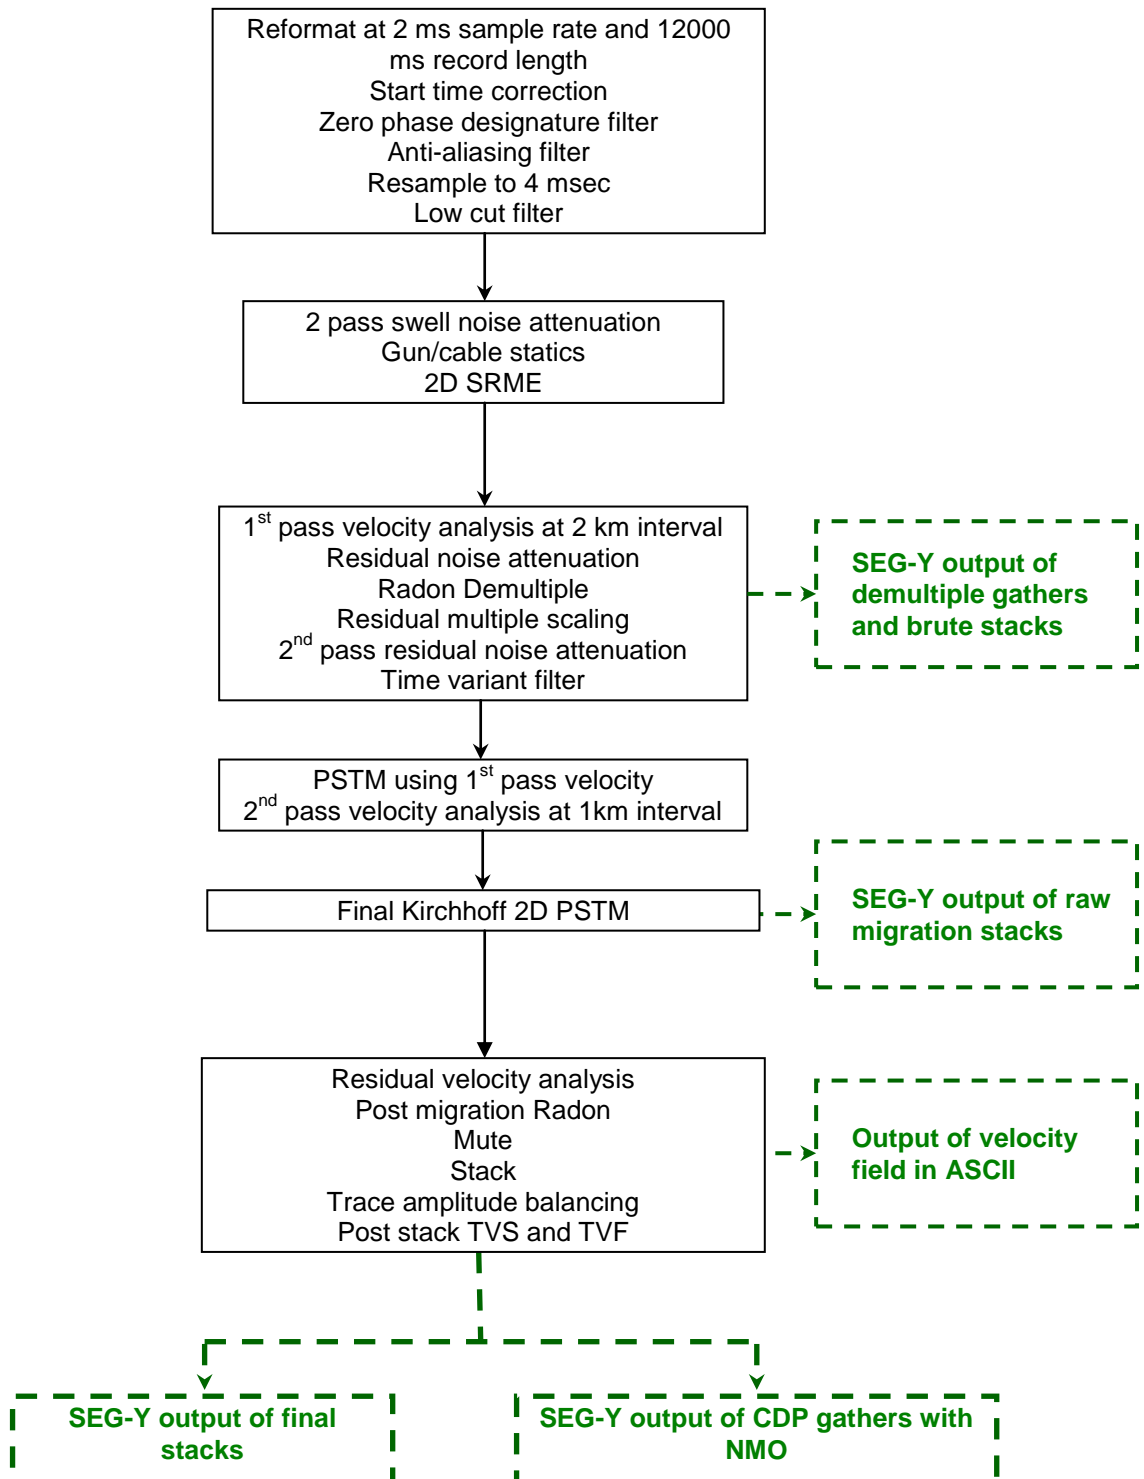 Reformat at 2 ms sample rate and 12000
ms record length
Start time correction
Zero phase designature filter
Anti-aliasing filter
Resample to 4 msec
Low cut filter
2 pass swell noise attenuation
Gun/cable statics
2D SRME
1st pass velocity analysis at 2 km interval
Residual noise attenuation
Radon Demultiple
Residual multiple scaling
2nd pass residual noise attenuation
Time variant filter
SEG-Y output of
demultiple gathers
and brute stacks
PSTM using 1st pass velocity
2nd pass velocity analysis at 1km interval
Final Kirchhoff 2D PSTM
SEG-Y output of raw
migration stacks
Residual velocity analysis
Post migration Radon
Mute
Stack
Trace amplitude balancing
Post stack TVS and TVF
Output of velocity
field in ASCII
SEG-Y output of final
stacks
SEG-Y output of CDP gathers with
NMO